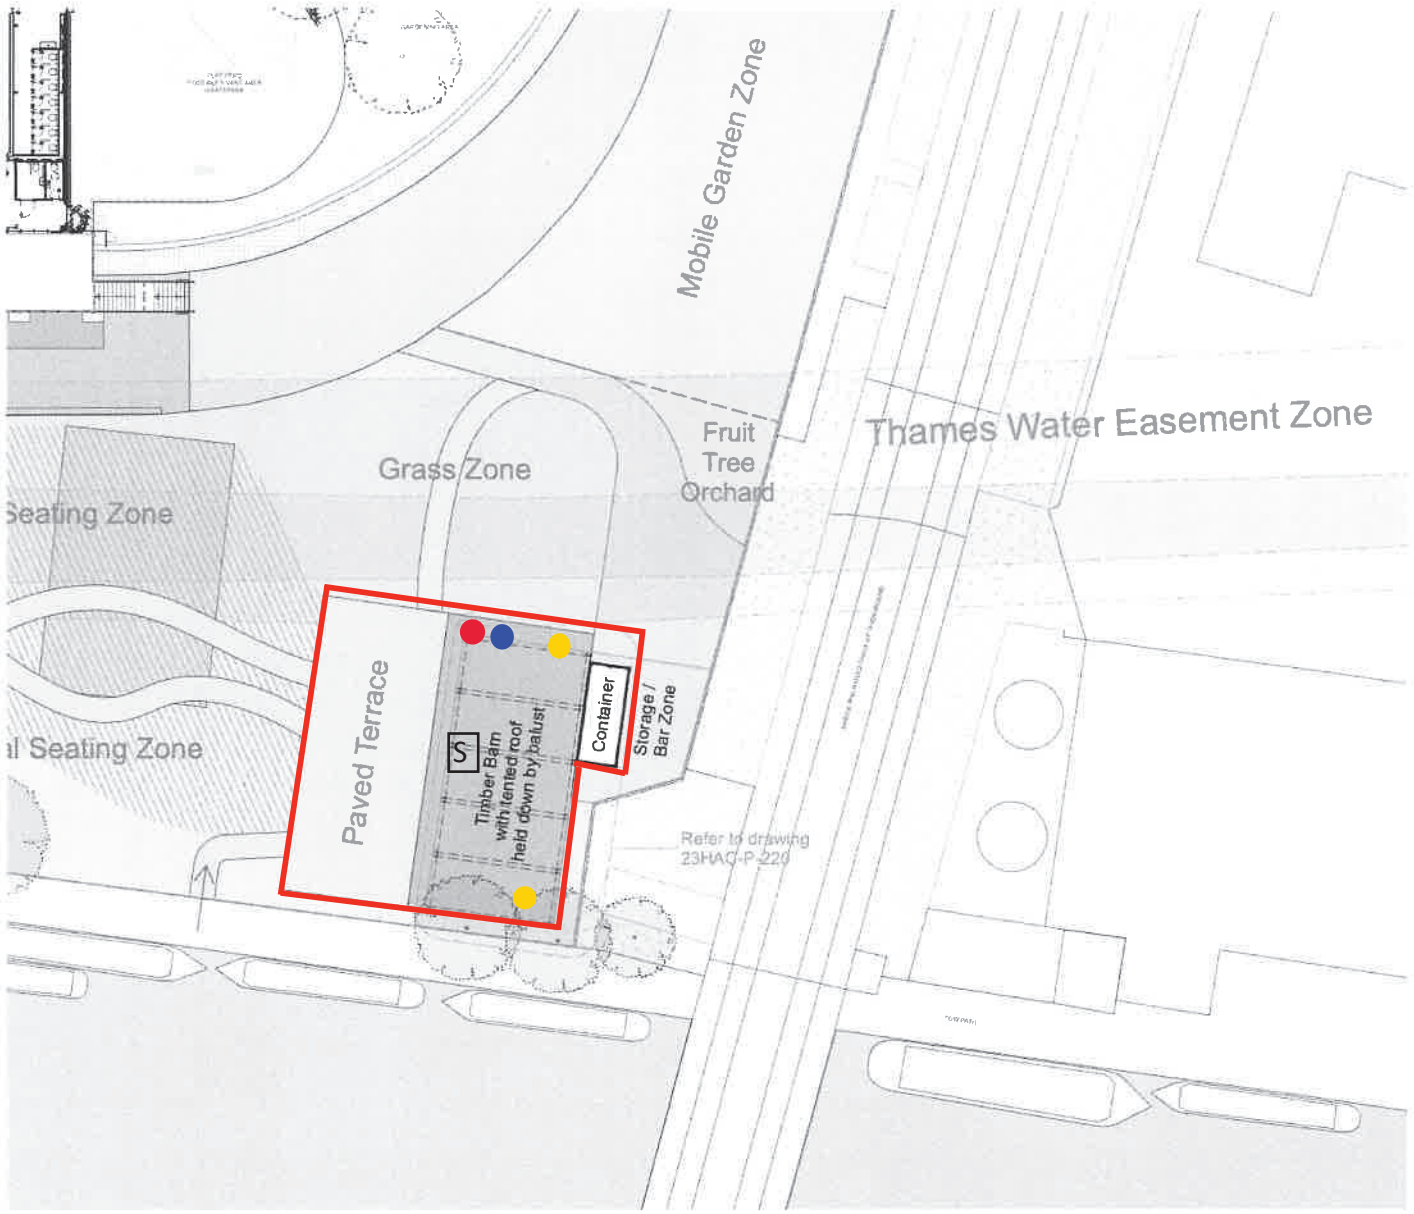 Mobile Garden Zone
Thames Water Easement Zone
Fruit
Tree
Orchard
Grass Zone
Seating Zone
al Seating Zone
Paved Terrace
S
Timber Barn
with tented roof
held down by balust
Container
Storage /
Bar Zone
Refer to drawing
23HAC-P-220